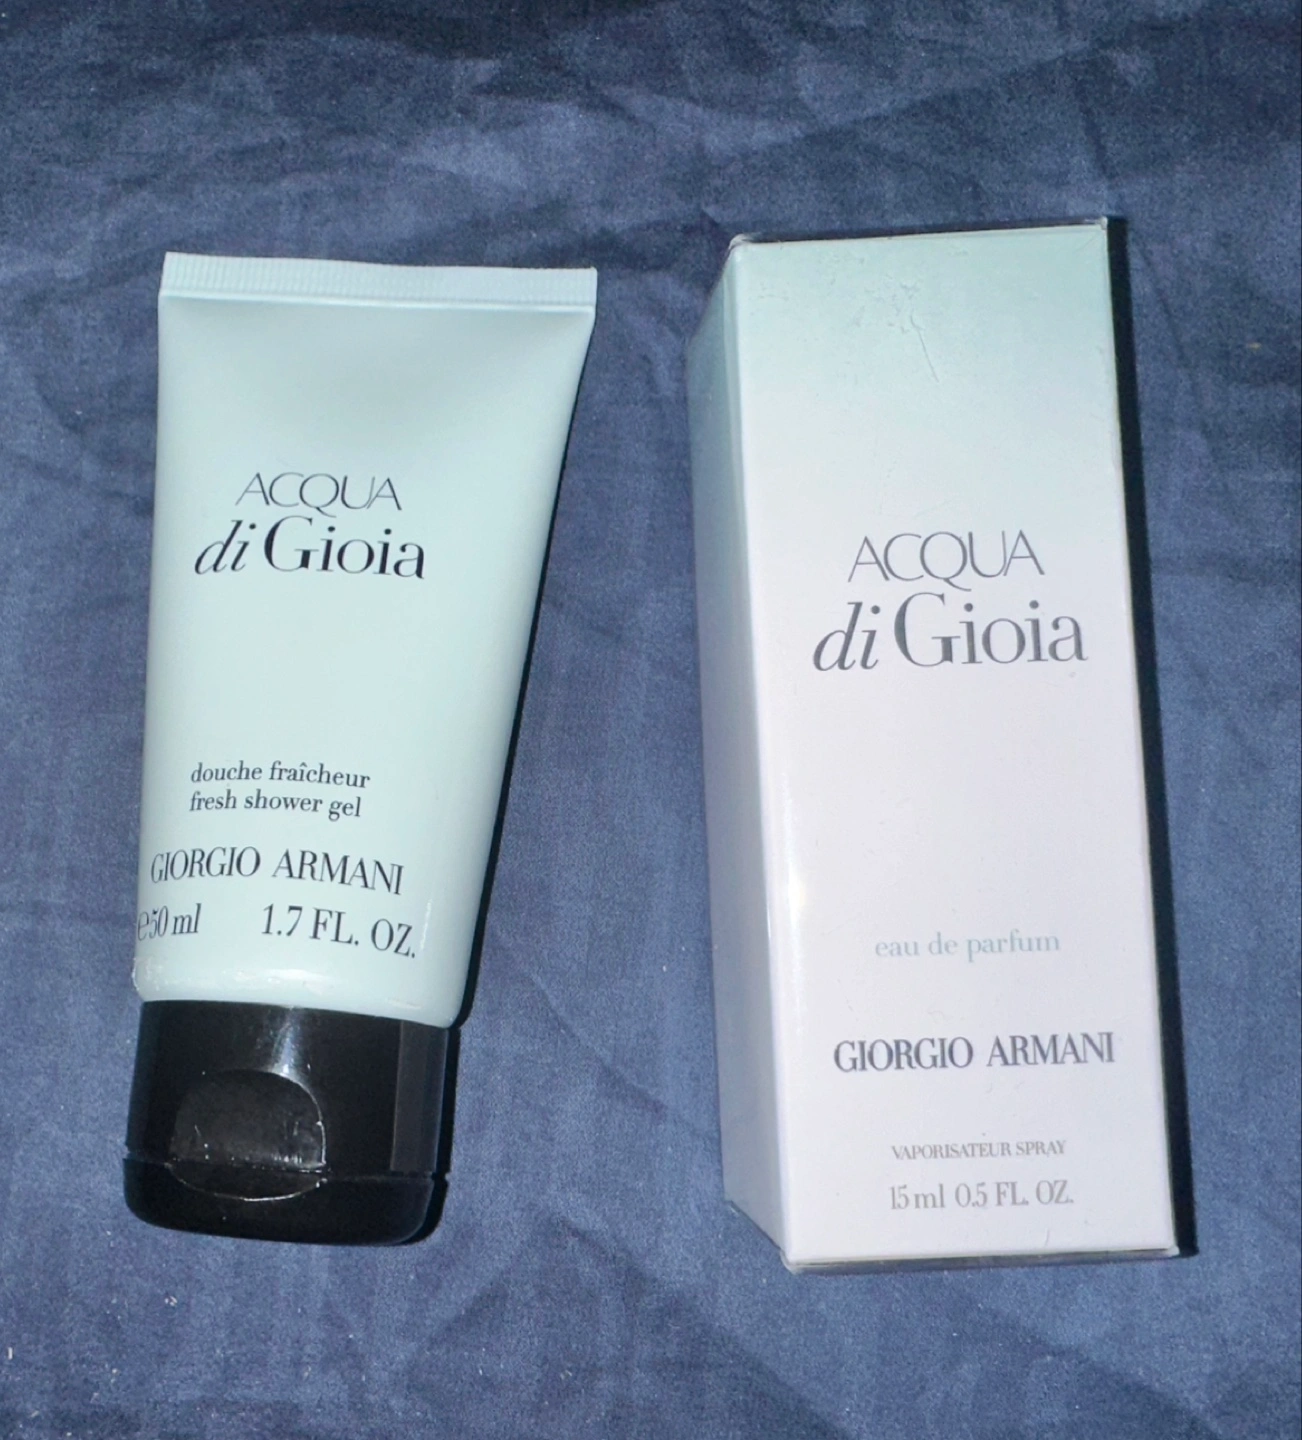 ACQUA
di Gioia
douche fraîcheur
fresh shower gel
GIORGIO ARMANI
℮50 ml 1.7 FL. OZ.
ACQUA
di Gioia
eau de parfum
GIORGIO ARMANI
VAPORISATEUR SPRAY
15 ml 0.5 FL. OZ.